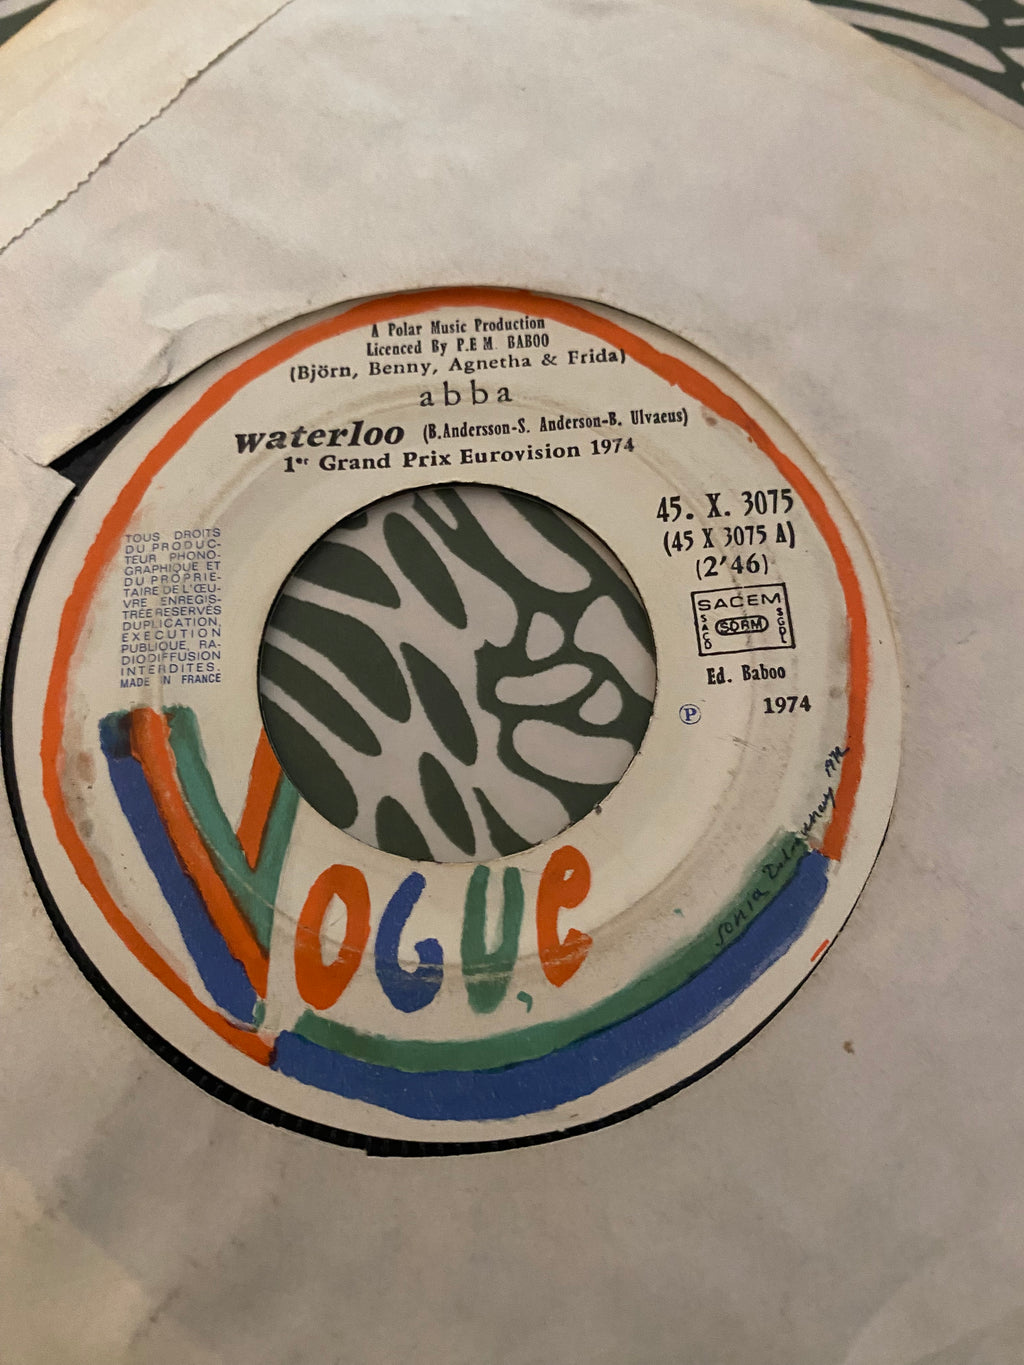 A Polar Music Production
Licenced By P.E M. BABOO
(Björn, Benny, Agnetha & Frida)
abba
waterloo (B.Andersson-S. Anderson-B. Ulvaeus)
1er Grand Prix Eurovision 1974
45. X. 3075
(45 X 3075 A)
(2'46)
SACEM
SACD
SDRM
SGDL
Ed. Baboo
Ⓟ 1974
TOUS DROITS
DU PRODUC-
TEUR PHONO-
GRAPHIQUE ET
DU PROPRIE-
TAIRE DE L'ŒU-
VRE ENREGIS-
TRÉE RESERVÉS
DUPLICATION,
EXECUTION
PUBLIQUE, RA-
DIODIFFUSION
INTERDITES.
MADE IN FRANCE
VOGUE
sonia Delaunay